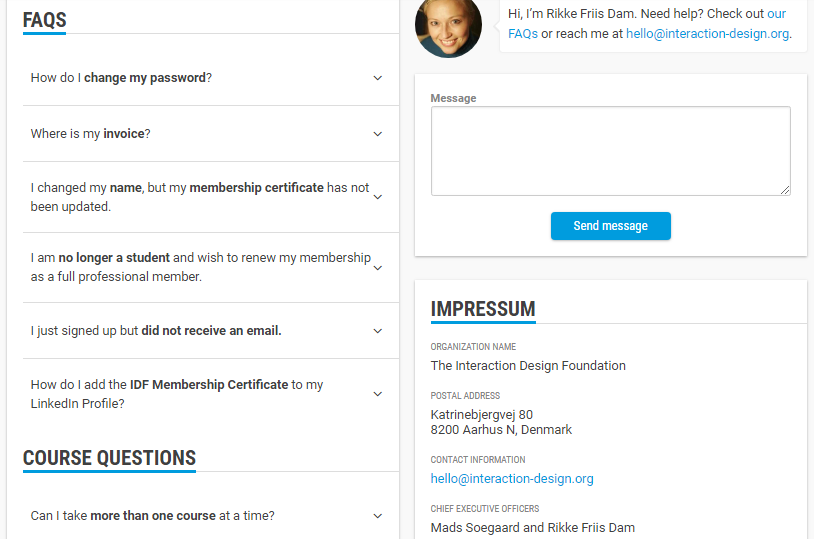 FAQS
How do I change my password?
Where is my invoice?
I changed my name, but my membership certificate has not
been updated.
I am no longer a student and wish to renew my membership
as a full professional member.
I just signed up but did not receive an email.
How do I add the IDF Membership Certificate to my
LinkedIn Profile?
COURSE QUESTIONS
Can I take more than one course at a time?
Hi, I’m Rikke Friis Dam. Need help? Check out our
FAQs or reach me at hello@interaction-design.org.
Message
Send message
IMPRESSUM
ORGANIZATION NAME
The Interaction Design Foundation
POSTAL ADDRESS
Katrinebjergvej 80
8200 Aarhus N, Denmark
CONTACT INFORMATION
hello@interaction-design.org
CHIEF EXECUTIVE OFFICERS
Mads Soegaard and Rikke Friis Dam